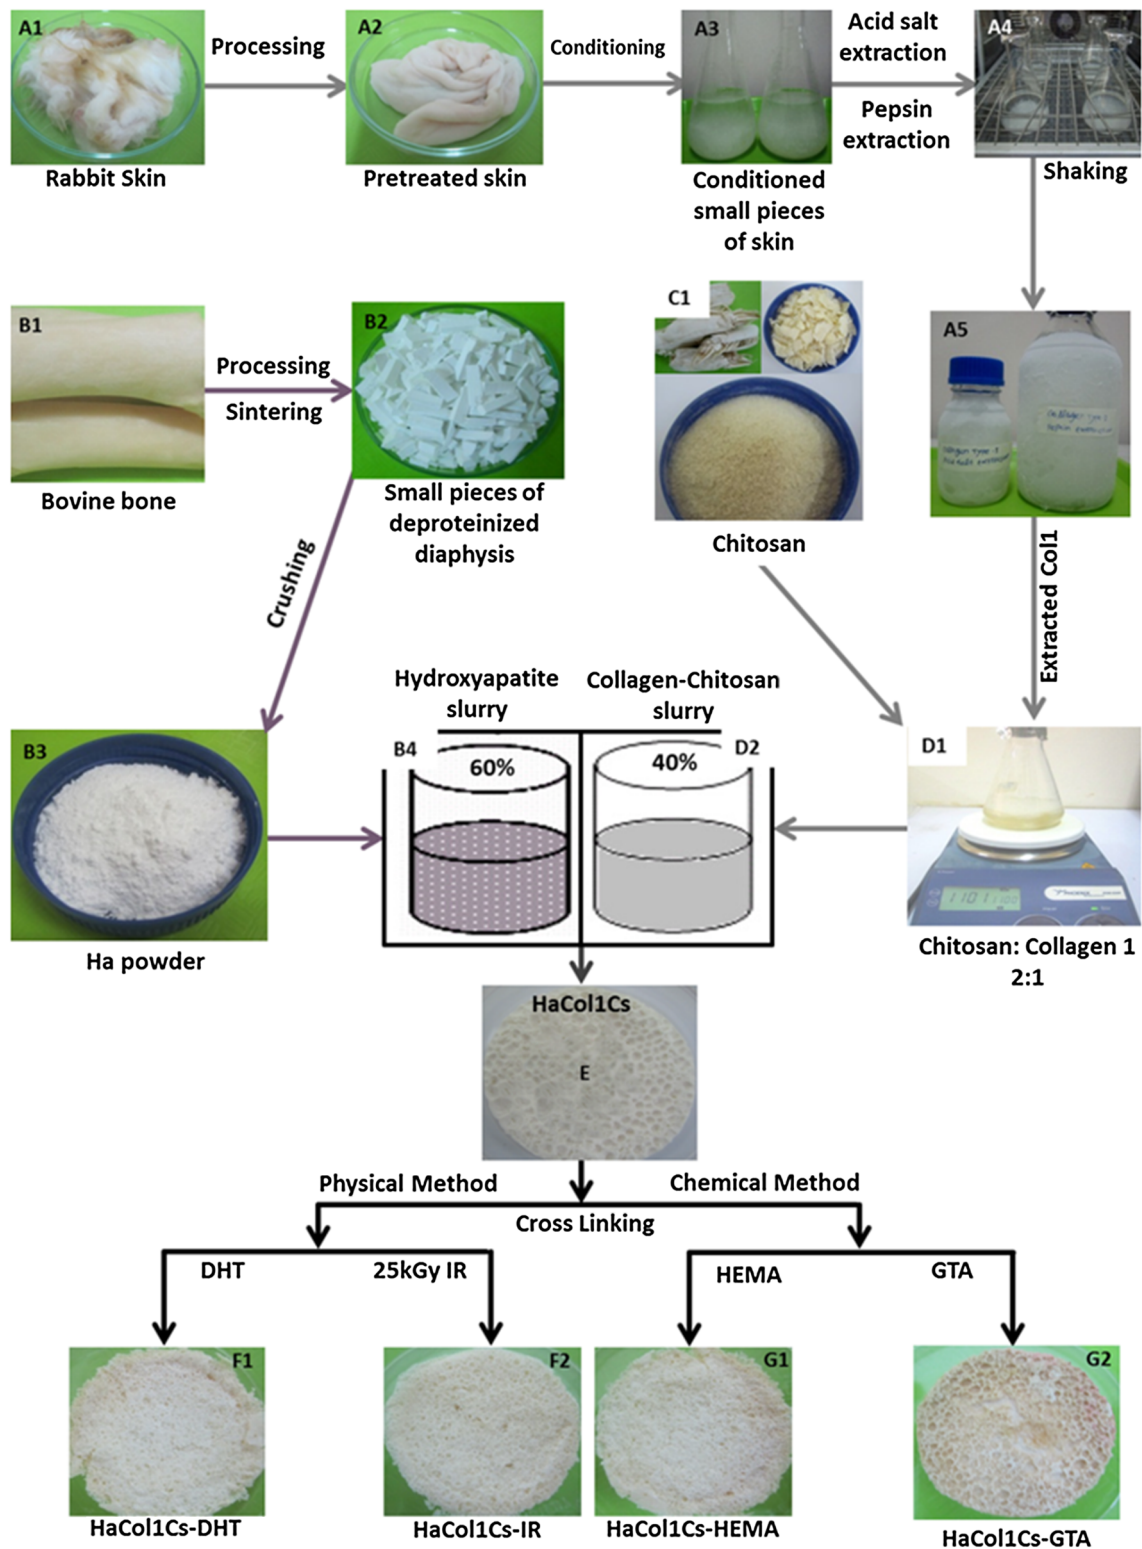 A1
Processing
A2
Conditioning
A3
Acid salt
extraction
Pepsin
extraction
A4
Rabbit Skin
Pretreated skin
Conditioned
small pieces
of skin
Shaking
B1
Processing
Sintering
B2
C1
A5
Bovine bone
Small pieces of
deproteinized
diaphysis
Chitosan
Crushing
Extracted Col1
Hydroxyapatite
slurry
Collagen-Chitosan
slurry
B3
B4
60%
40%
D2
D1
Ha powder
Chitosan: Collagen 1
2:1
HaCol1Cs
E
Physical Method
Chemical Method
Cross Linking
DHT
25kGy IR
HEMA
GTA
F1
F2
G1
G2
HaCol1Cs-DHT
HaCol1Cs-IR
HaCol1Cs-HEMA
HaCol1Cs-GTA